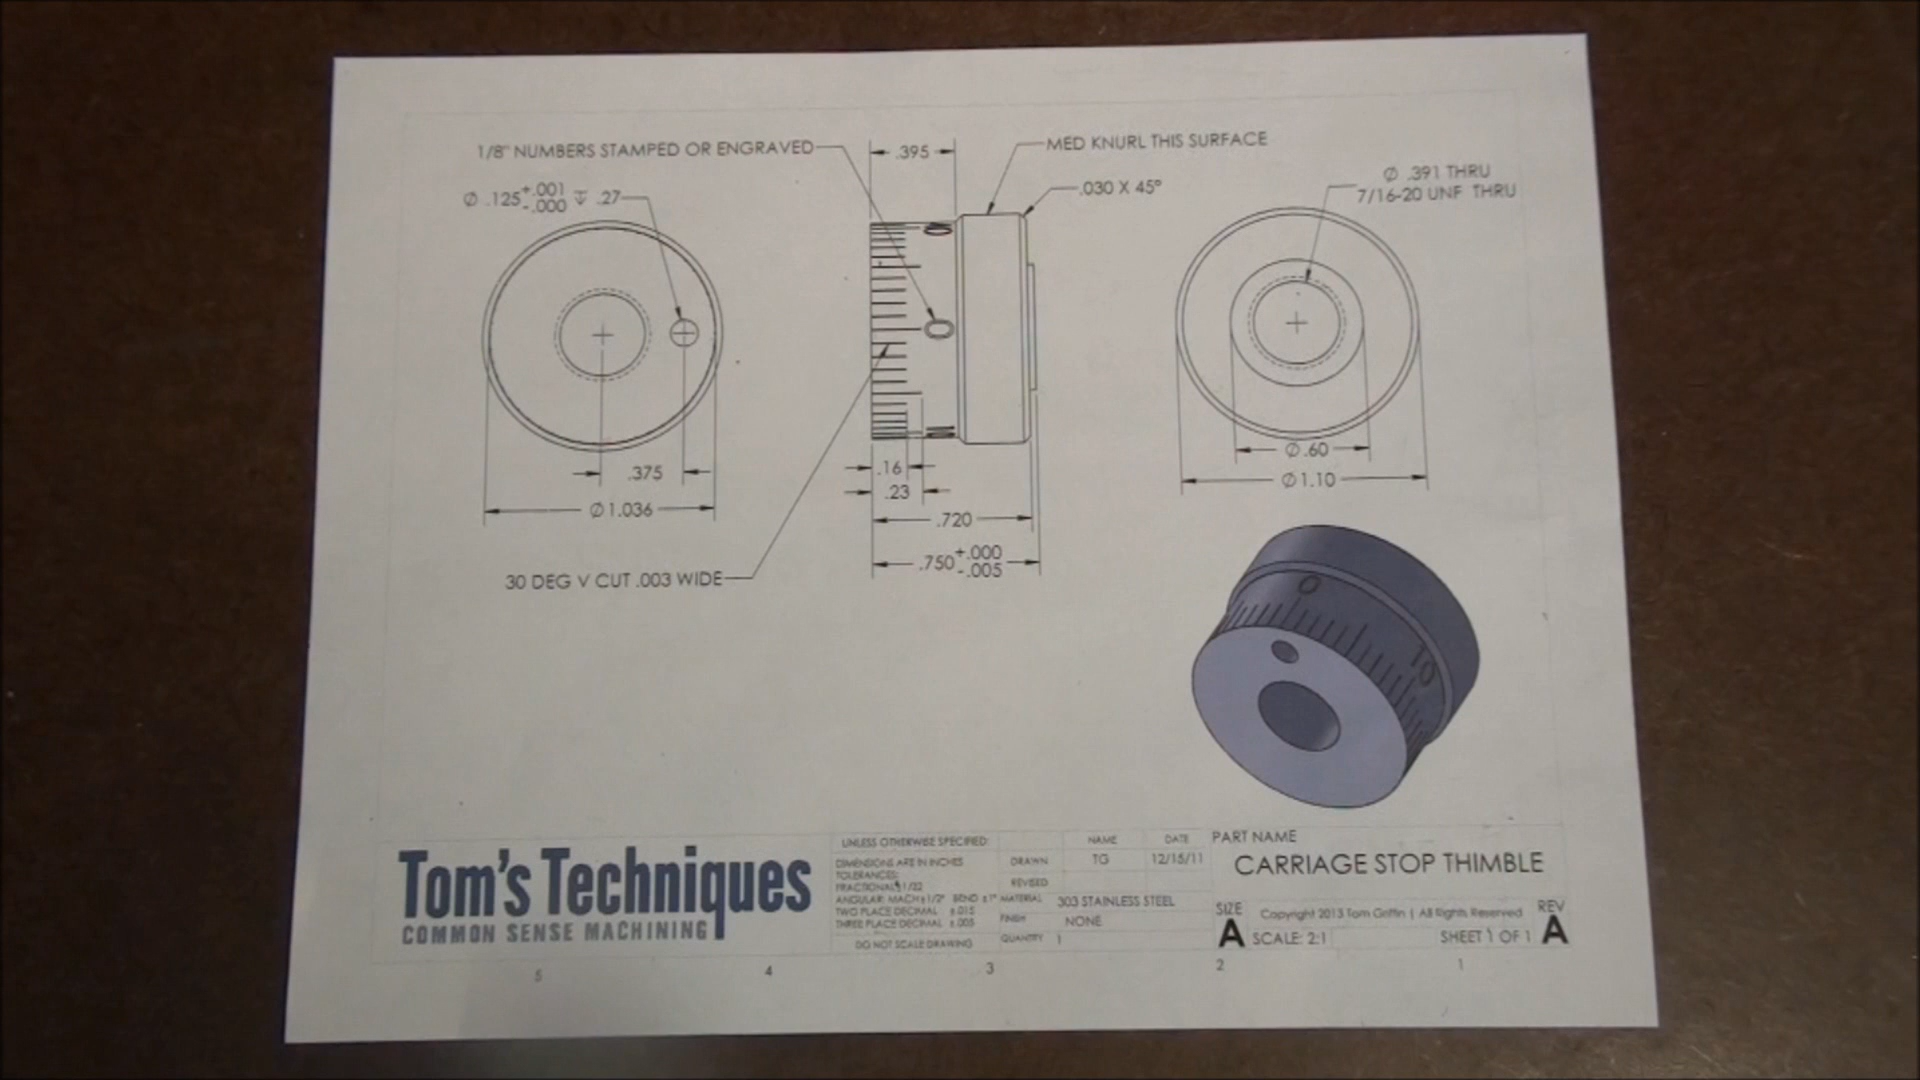 1/8" NUMBERS STAMPED OR ENGRAVED
.395
MED KNURL THIS SURFACE
Ø .125 +.001 -.000 ↧ .27
.030 X 45°
Ø .391 THRU
7/16-20 UNF THRU
0
.375
Ø1.036
.16
.23
.720
.750 +.000 -.005
Ø.60
Ø1.10
30 DEG V CUT .003 WIDE
0
10
Tom's Techniques
COMMON SENSE MACHINING
UNLESS OTHERWISE SPECIFIED:
DIMENSIONS ARE IN INCHES
TOLERANCES:
ANGULAR: MACH±1/2° BEND ±1°
TWO PLACE DECIMAL ±.015
THREE PLACE DECIMAL ±.005
DO NOT SCALE DRAWING
NAME DATE
DRAWN TG 12/15/11
REVISED
MATERIAL 303 STAINLESS STEEL
FINISH NONE
QUANTITY 1
PART NAME
CARRIAGE STOP THIMBLE
SIZE
A
Copyright 2013 Tom Griffin | All Rights Reserved
SCALE: 2:1
SHEET 1 OF 1
REV
A
5 4 3 2 1